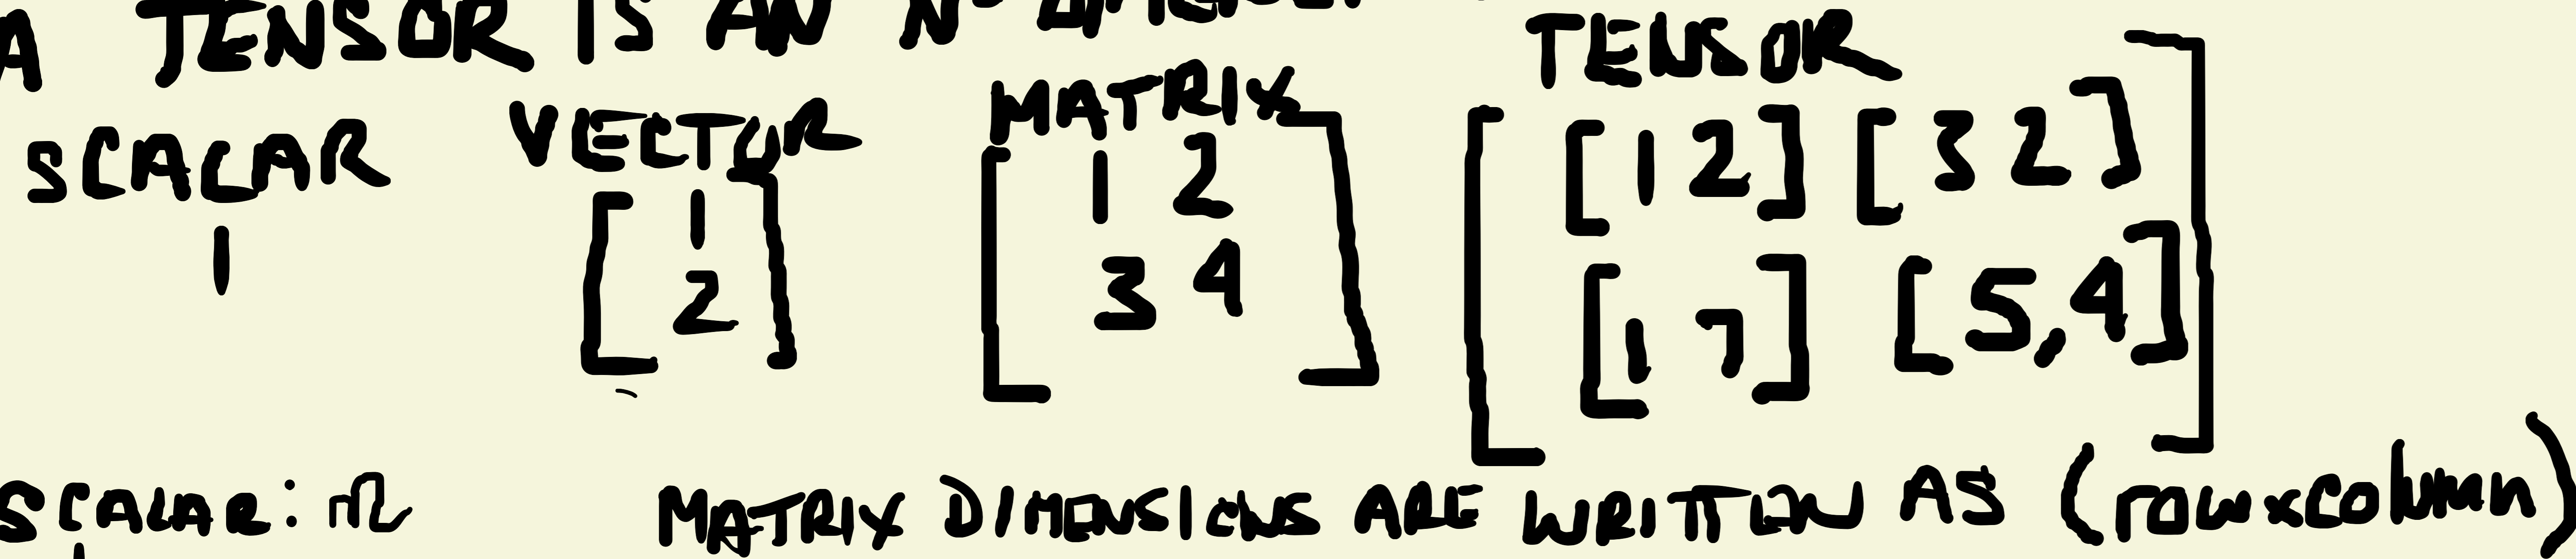 A TENSOR IS AN N-DIMENSI
SCALAR VECTOR MATRIX TENSOR
1 [1 2] [1 2 3 4] [[1 2] [3 2]
[1 7] [5,4]]
SCALAR: MATRIX DIMENSIONS ARE WRITTEN AS (row x column)